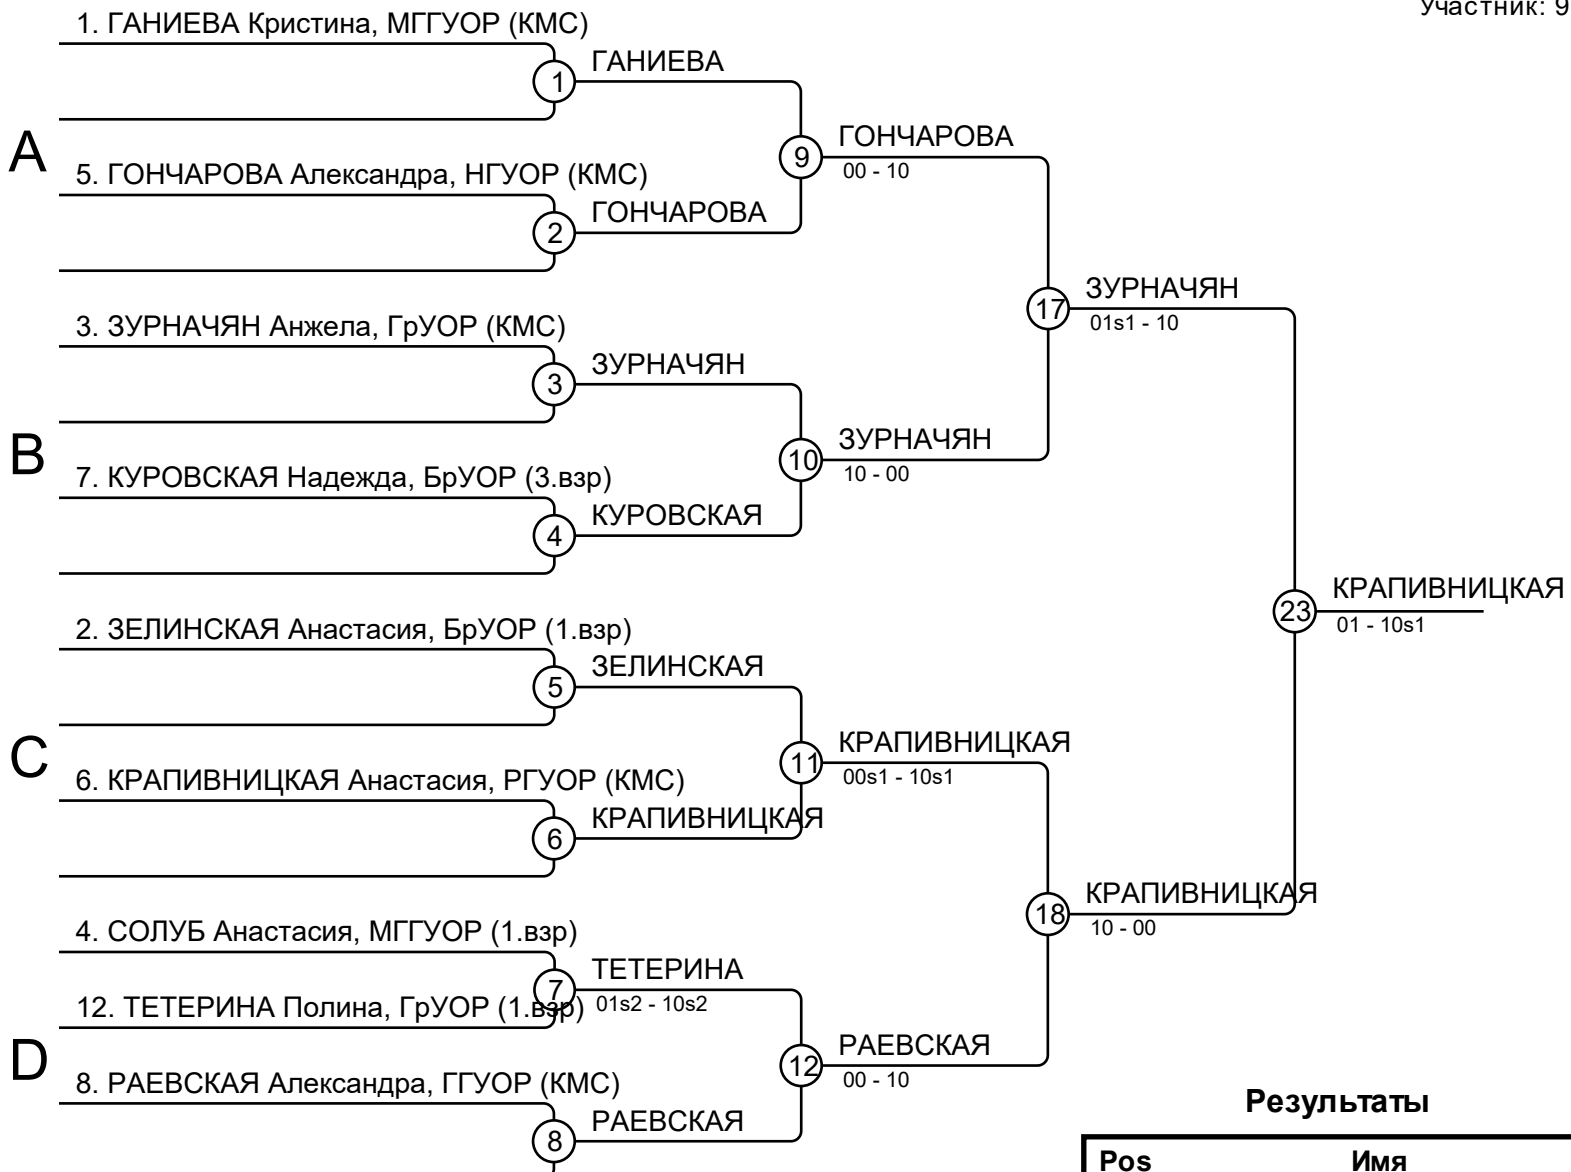 Участник: 9
1. ГАНИЕВА Кристина, МГГУОР (КМС)
1
ГАНИЕВА
A
9
ГОНЧАРОВА
00 - 10
5. ГОНЧАРОВА Александра, НГУОР (КМС)
2
ГОНЧАРОВА
17
ЗУРНАЧЯН
01s1 - 10
3. ЗУРНАЧЯН Анжела, ГрУОР (КМС)
3
ЗУРНАЧЯН
B
10
ЗУРНАЧЯН
10 - 00
7. КУРОВСКАЯ Надежда, БрУОР (3.взр)
4
КУРОВСКАЯ
23
КРАПИВНИЦКАЯ
01 - 10s1
2. ЗЕЛИНСКАЯ Анастасия, БрУОР (1.взр)
5
ЗЕЛИНСКАЯ
C
11
КРАПИВНИЦКАЯ
00s1 - 10s1
6. КРАПИВНИЦКАЯ Анастасия, РГУОР (КМС)
6
КРАПИВНИЦКАЯ
18
КРАПИВНИЦКАЯ
10 - 00
4. СОЛУБ Анастасия, МГГУОР (1.взр)
7
ТЕТЕРИНА
01s2 - 10s2
12. ТЕТЕРИНА Полина, ГрУОР (1.взр)
D
12
РАЕВСКАЯ
00 - 10
8. РАЕВСКАЯ Александра, ГГУОР (КМС)
8
РАЕВСКАЯ
Результаты
Pos Имя